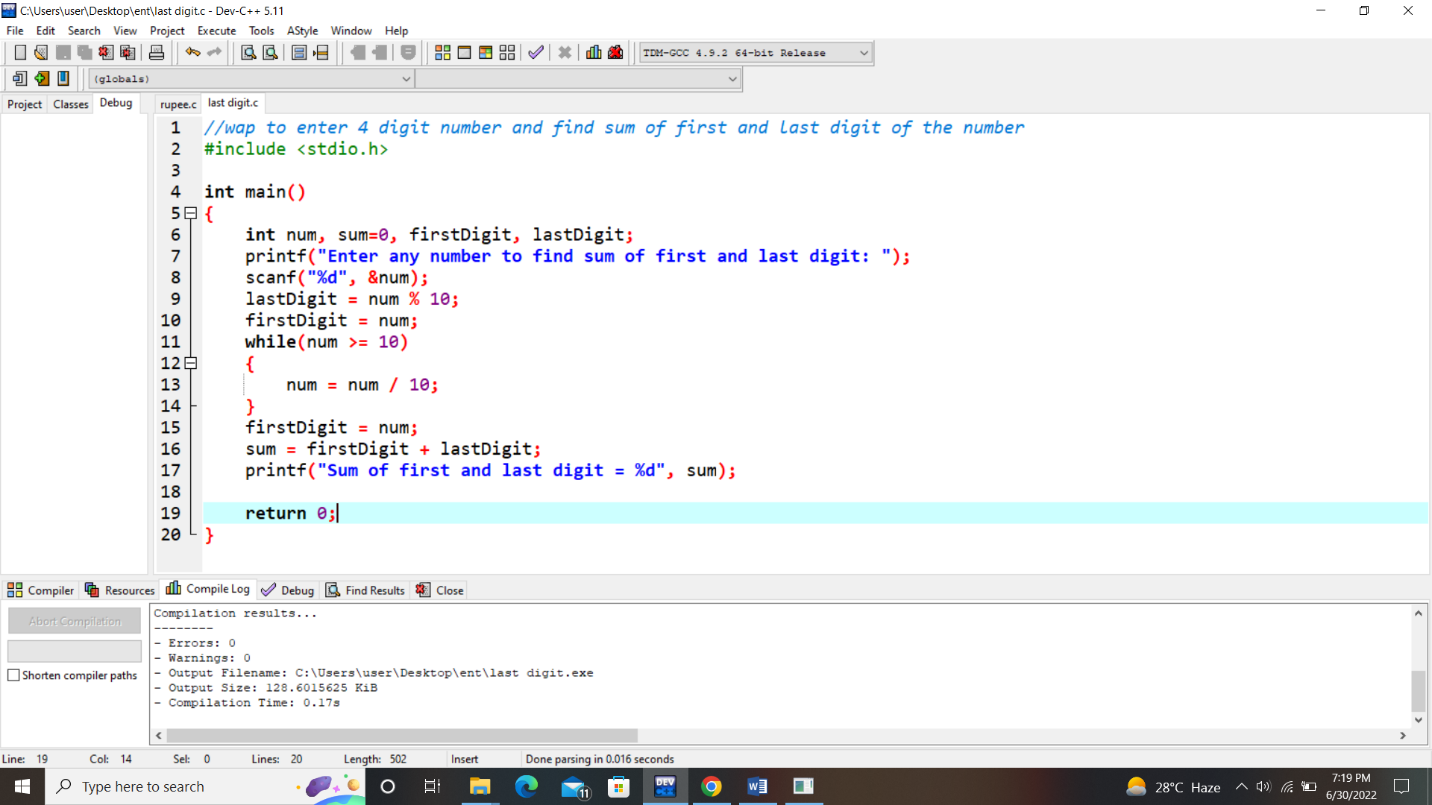 C:\Users\user\Desktop\ent\last digit.c - Dev-C++ 5.11
File Edit Search View Project Execute Tools AStyle Window Help
TDM-GCC 4.9.2 64-bit Release
(globals)
Project Classes Debug
rupee.c last digit.c
1 //wap to enter 4 digit number and find sum of first and last digit of the number
2 #include <stdio.h>
3
4 int main()
5 {
6 int num, sum=0, firstDigit, lastDigit;
7 printf("Enter any number to find sum of first and last digit: ");
8 scanf("%d", &num);
9 lastDigit = num % 10;
10 firstDigit = num;
11 while(num >= 10)
12 {
13 num = num / 10;
14 }
15 firstDigit = num;
16 sum = firstDigit + lastDigit;
17 printf("Sum of first and last digit = %d", sum);
18
19 return 0;
20 }
Compiler Resources Compile Log Debug Find Results Close
Abort Compilation
Shorten compiler paths
Compilation results...
--------
- Errors: 0
- Warnings: 0
- Output Filename: C:\Users\user\Desktop\ent\last digit.exe
- Output Size: 128.6015625 KiB
- Compilation Time: 0.17s
Line: 19 Col: 14 Sel: 0 Lines: 20 Length: 502 Insert Done parsing in 0.016 seconds
Type here to search
11
DEV
28°C Haze
7:19 PM
6/30/2022